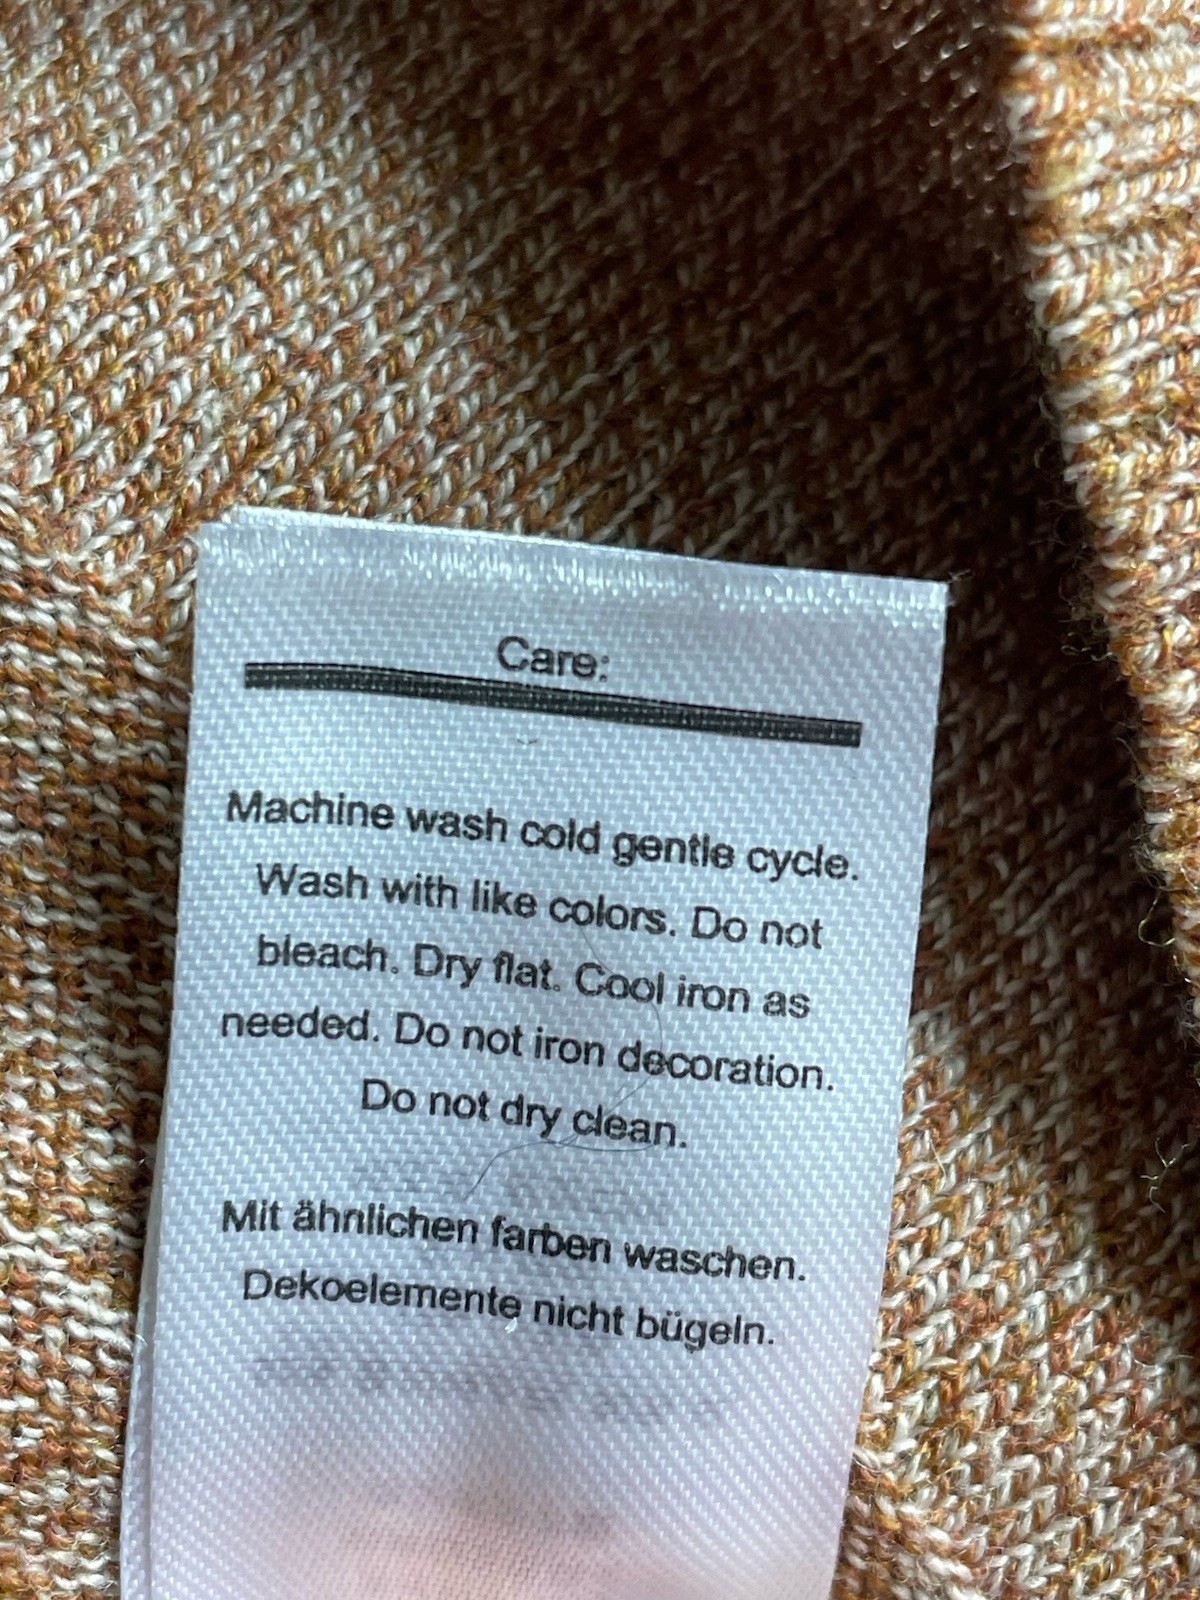 Care:
Machine wash cold gentle cycle.
Wash with like colors. Do not
bleach. Dry flat. Cool iron as
needed. Do not iron decoration.
Do not dry clean.
Mit ähnlichen farben waschen.
Dekoelemente nicht bügeln.